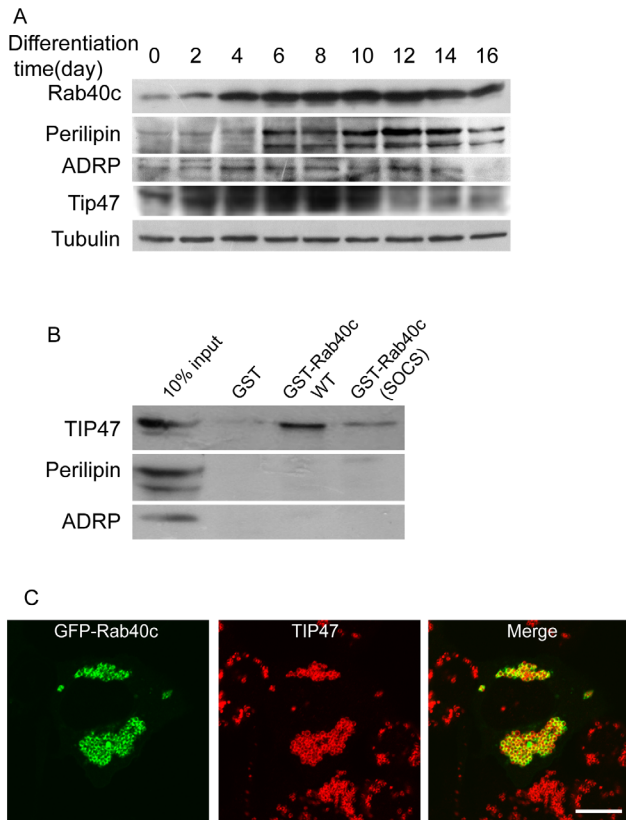 A
Differentiation
time(day)
0 2 4 6 8 10 12 14 16
Rab40c
Perilipin
ADRP
Tip47
Tubulin
B
10% input
GST
GST-Rab40c
WT
GST-Rab40c
(SOCS)
TIP47
Perilipin
ADRP
C
GFP-Rab40c
TIP47
Merge